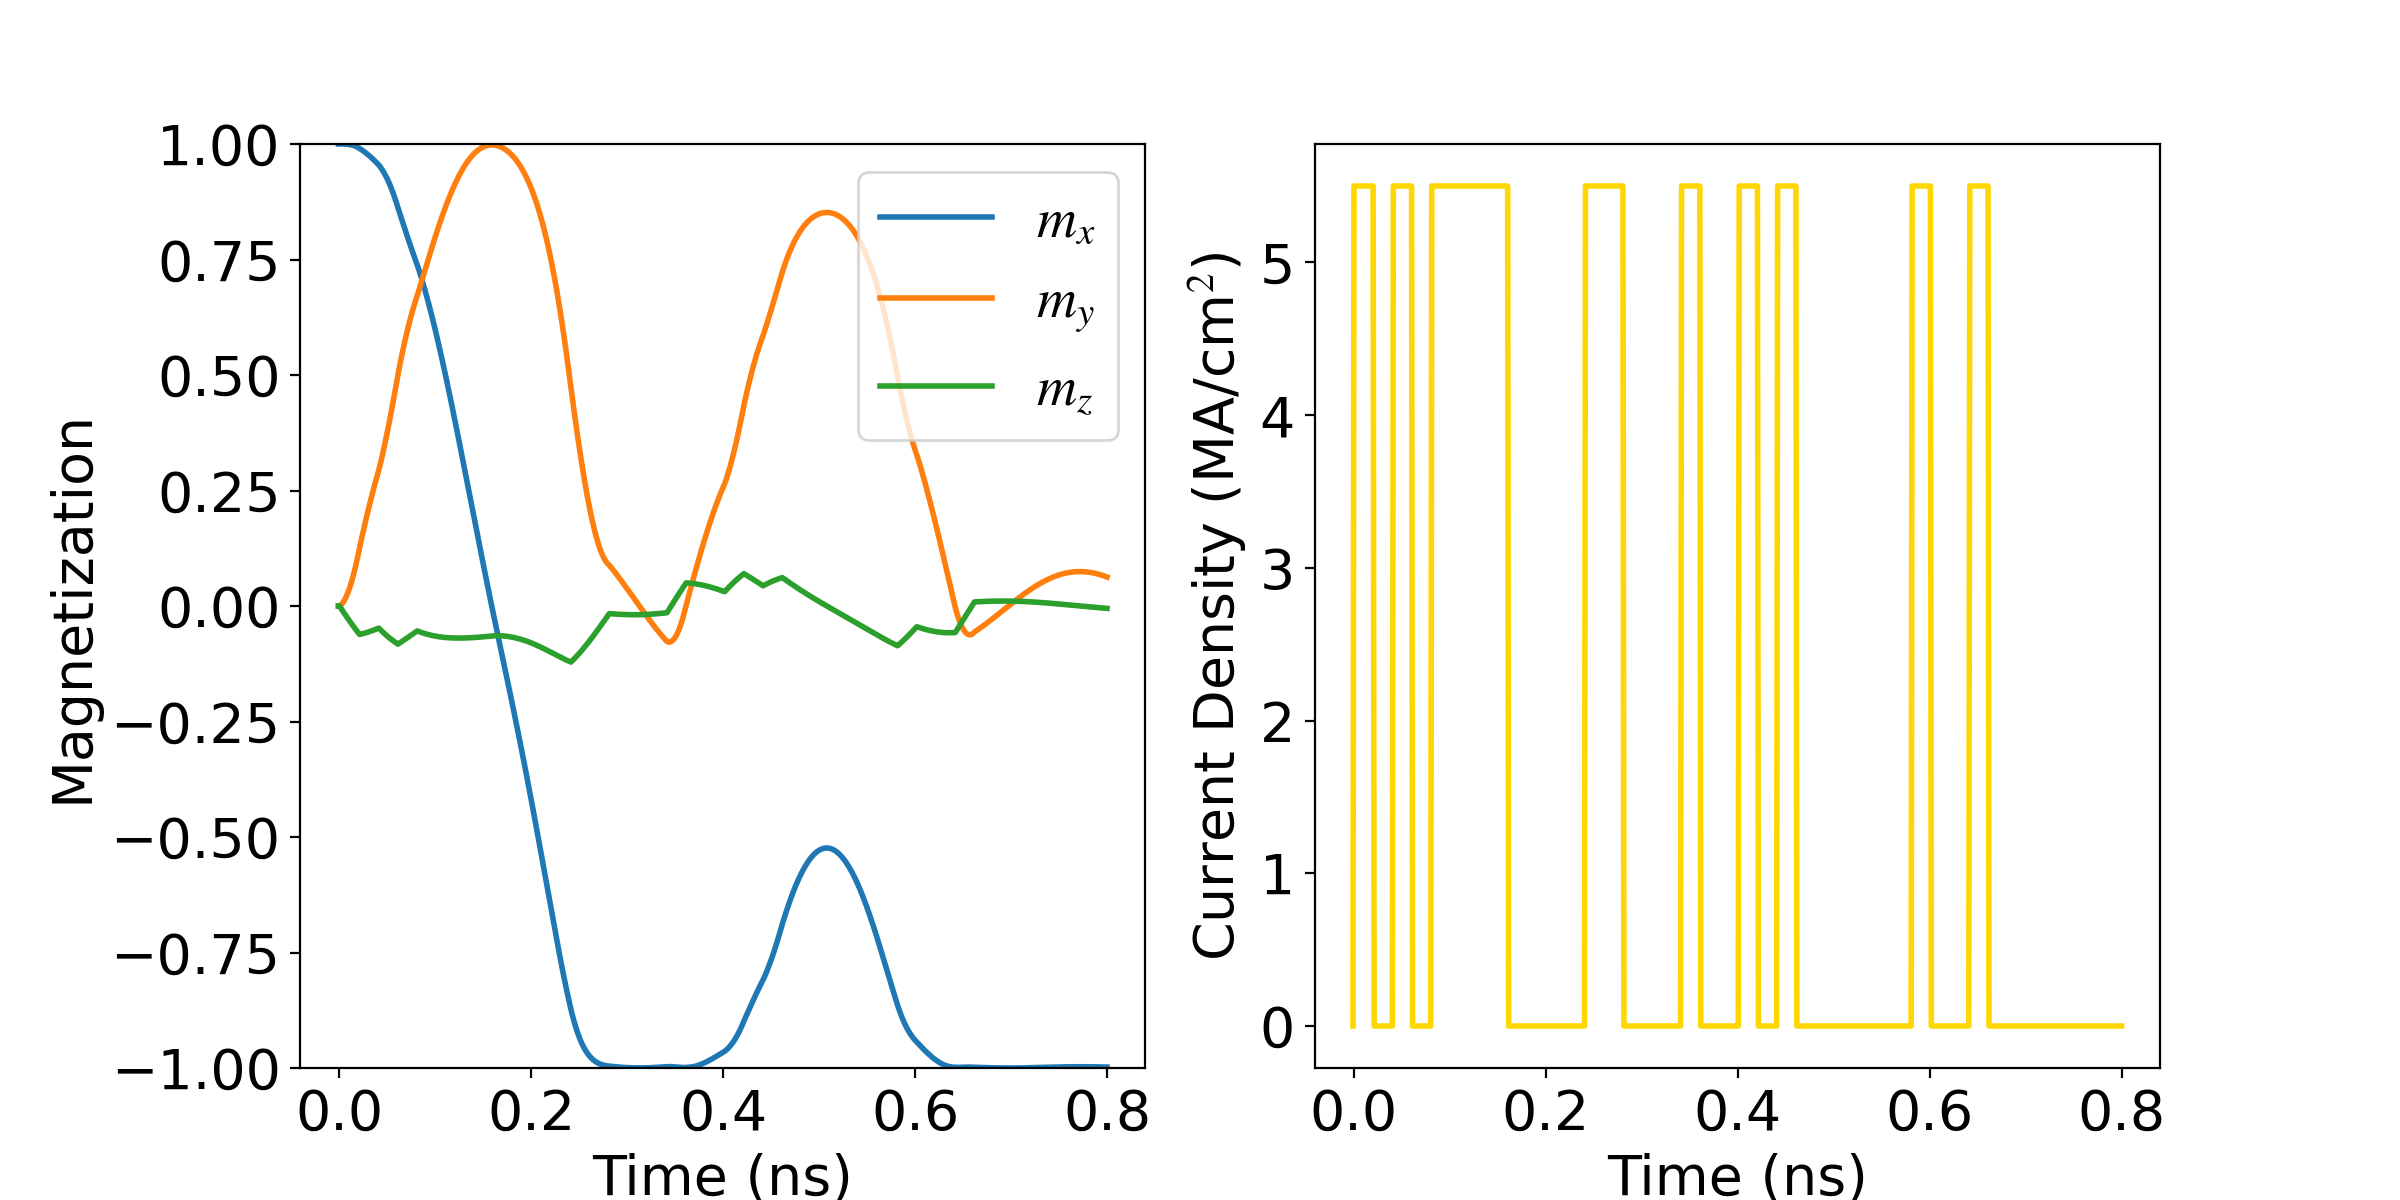 Magnetization
1.00
0.75
0.50
0.25
0.00
−0.25
−0.50
−0.75
−1.00
0.0 0.2 0.4 0.6 0.8
Time (ns)
m_x
m_y
m_z
Current Density (MA/cm²)
5
4
3
2
1
0
0.0 0.2 0.4 0.6 0.8
Time (ns)